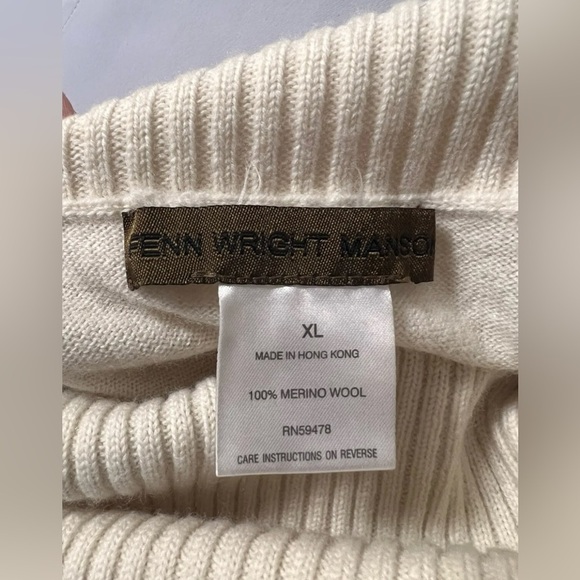 FENN WRIGHT MANSO
XL
MADE IN HONG KONG
100% MERINO WOOL
RN59478
CARE INSTRUCTIONS ON REVERSE